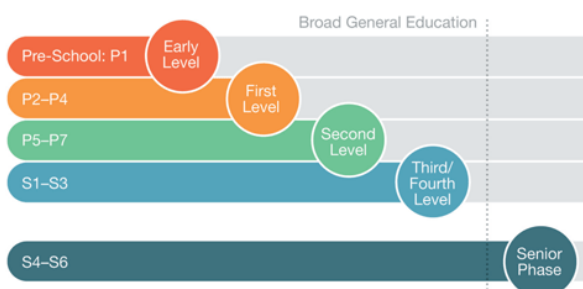 Broad General Education
Pre-School: P1
Early
Level
P2–P4
First
Level
P5–P7
Second
Level
S1–S3
Third/
Fourth
Level
S4–S6
Senior
Phase